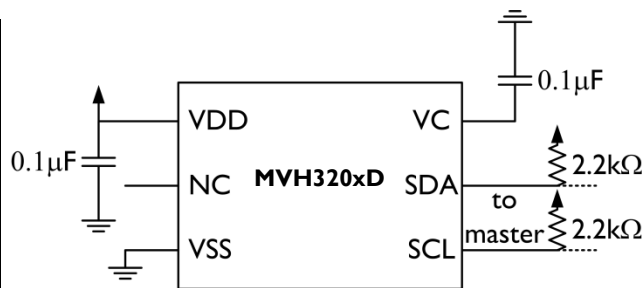 0.1μF
VDD
VC
0.1μF
NC
MVH320xD
SDA
2.2kΩ
to
master
VSS
SCL
2.2kΩ